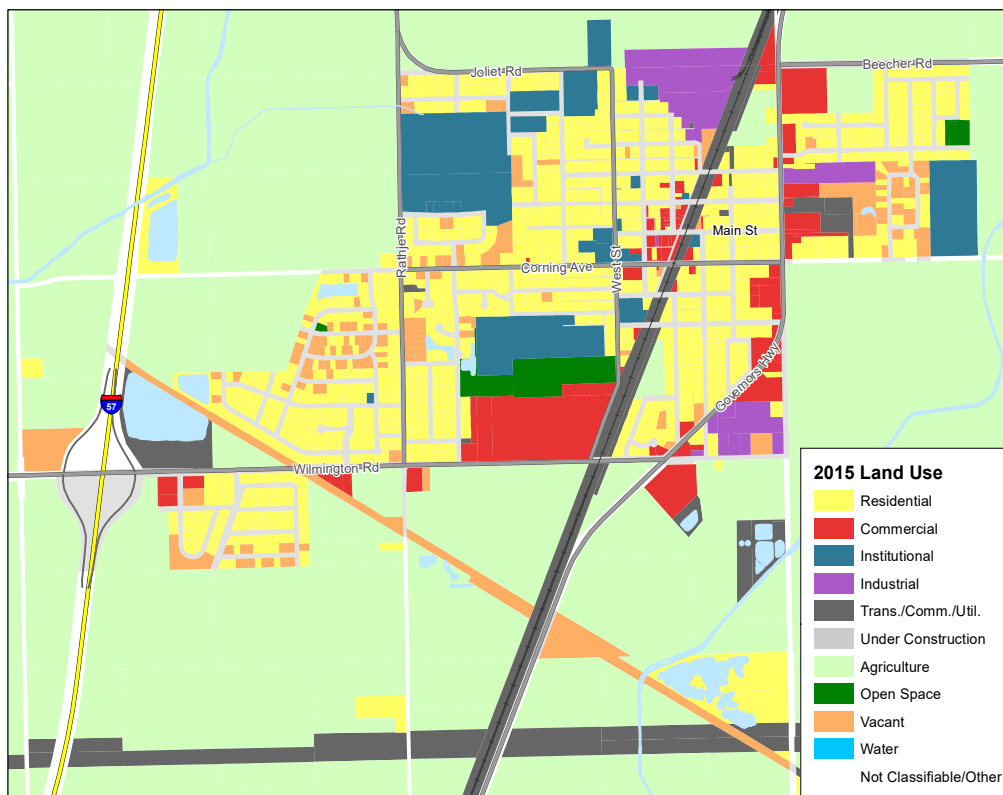 Joliet Rd
Beecher Rd
Rathje Rd
Main St
West St
Corning Ave
Governors Hwy
57
Wilmington Rd
2015 Land Use
Residential
Commercial
Institutional
Industrial
Trans./Comm./Util.
Under Construction
Agriculture
Open Space
Vacant
Water
Not Classifiable/Other